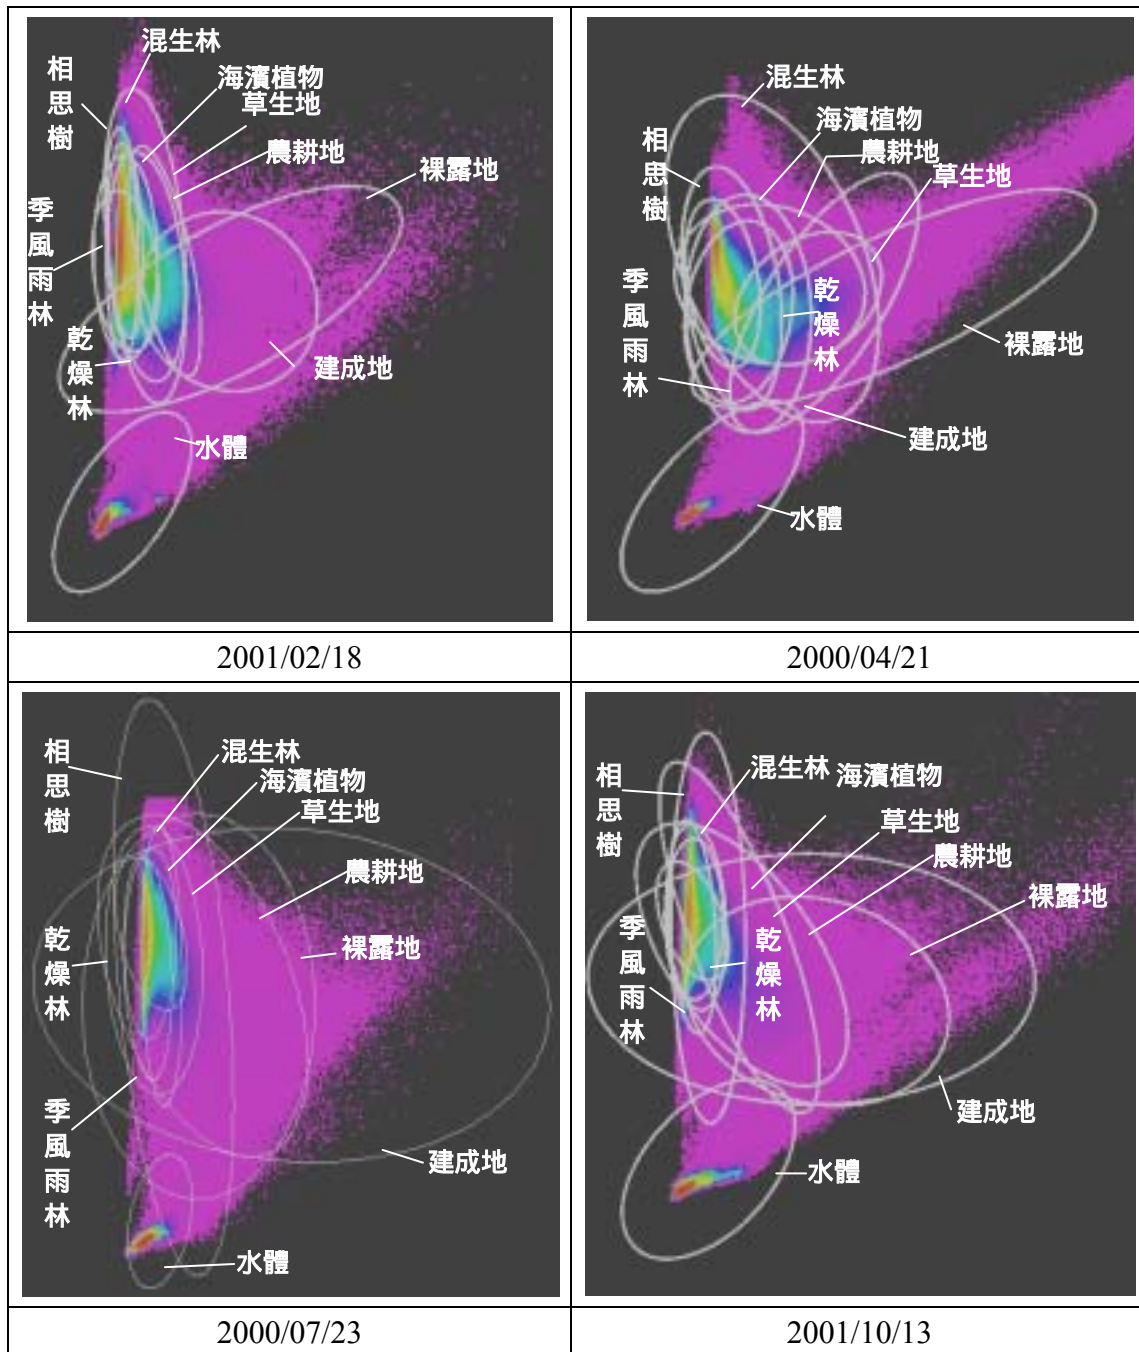 混生林
相思樹
海濱植物
草生地
農耕地
裸露地
季風雨林
乾燥林
建成地
水體
2001/02/18
混生林
海濱植物
相思樹
農耕地
草生地
季風雨林
乾燥林
裸露地
建成地
水體
2000/04/21
相思樹
混生林
海濱植物
草生地
農耕地
乾燥林
裸露地
季風雨林
建成地
水體
2000/07/23
混生林
海濱植物
相思樹
草生地
農耕地
裸露地
季風雨林
乾燥林
建成地
水體
2001/10/13